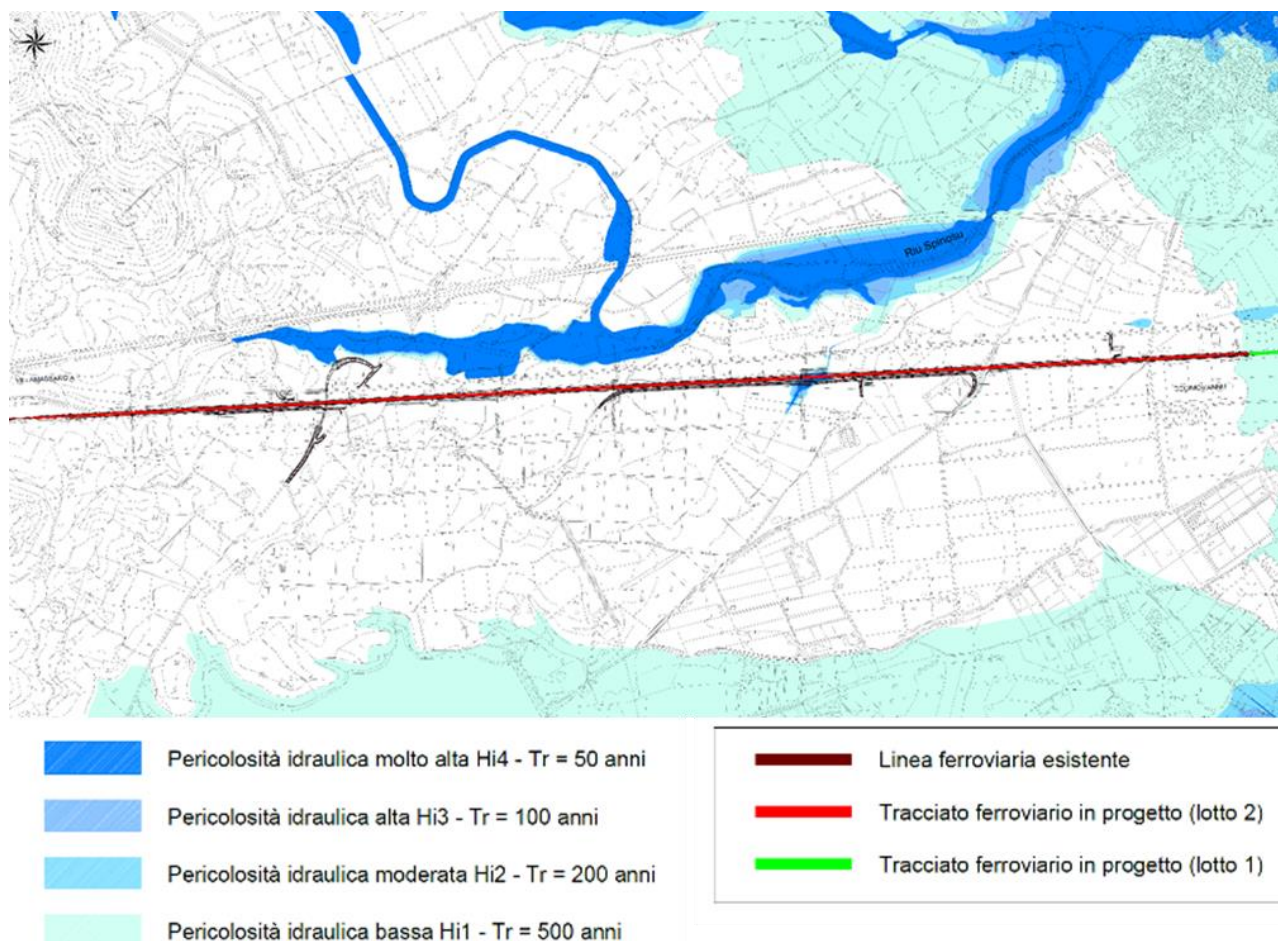 Riu Spinosu
Pericolosità idraulica molto alta Hi4 - Tr = 50 anni
Pericolosità idraulica alta Hi3 - Tr = 100 anni
Pericolosità idraulica moderata Hi2 - Tr = 200 anni
Pericolosità idraulica bassa Hi1 - Tr = 500 anni
Linea ferroviaria esistente
Tracciato ferroviario in progetto (lotto 2)
Tracciato ferroviario in progetto (lotto 1)